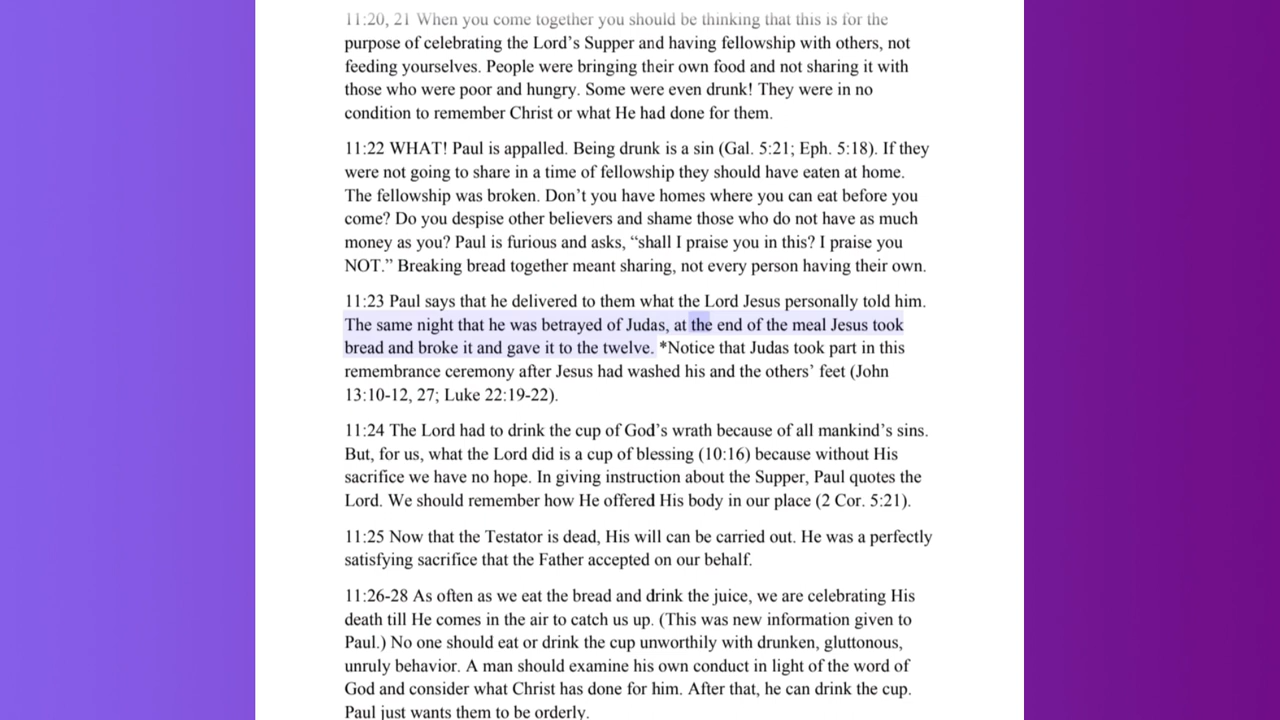 11:20, 21 When you come together you should be thinking that this is for the
purpose of celebrating the Lord’s Supper and having fellowship with others, not
feeding yourselves. People were bringing their own food and not sharing it with
those who were poor and hungry. Some were even drunk! They were in no
condition to remember Christ or what He had done for them.
11:22 WHAT! Paul is appalled. Being drunk is a sin (Gal. 5:21; Eph. 5:18). If they
were not going to share in a time of fellowship they should have eaten at home.
The fellowship was broken. Don’t you have homes where you can eat before you
come? Do you despise other believers and shame those who do not have as much
money as you? Paul is furious and asks, “shall I praise you in this? I praise you
NOT.” Breaking bread together meant sharing, not every person having their own.
11:23 Paul says that he delivered to them what the Lord Jesus personally told him.
The same night that he was betrayed of Judas, at the end of the meal Jesus took
bread and broke it and gave it to the twelve. *Notice that Judas took part in this
remembrance ceremony after Jesus had washed his and the others’ feet (John
13:10-12, 27; Luke 22:19-22).
11:24 The Lord had to drink the cup of God’s wrath because of all mankind’s sins.
But, for us, what the Lord did is a cup of blessing (10:16) because without His
sacrifice we have no hope. In giving instruction about the Supper, Paul quotes the
Lord. We should remember how He offered His body in our place (2 Cor. 5:21).
11:25 Now that the Testator is dead, His will can be carried out. He was a perfectly
satisfying sacrifice that the Father accepted on our behalf.
11:26-28 As often as we eat the bread and drink the juice, we are celebrating His
death till He comes in the air to catch us up. (This was new information given to
Paul.) No one should eat or drink the cup unworthily with drunken, gluttonous,
unruly behavior. A man should examine his own conduct in light of the word of
God and consider what Christ has done for him. After that, he can drink the cup.
Paul just wants them to be orderly.